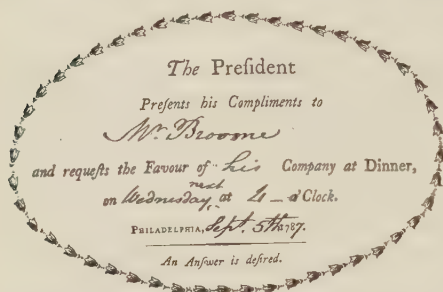 The Preſident
Preſents his Compliments to
Mr. Broome
and requeſts the Favour of his Company at Dinner,
on Wednesday next at 4 – o'Clock.
PHILADELPHIA, Sept. 5th 1787.
An Anſwer is deſired.